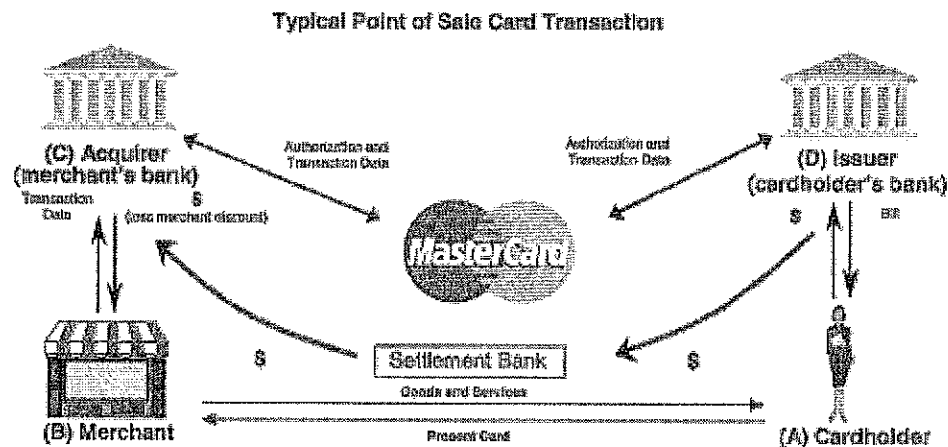 Typical Point of Sale Card Transaction
(C) Acquirer
(merchant's bank)
Transaction
Data
$
(less merchant discount)
Authorization and
Transaction Data
Authorization and
Transaction Data
(D) Issuer
(cardholder's bank)
$
Bill
MasterCard
$
Settlement Bank
$
Goods and Services
Present Card
(B) Merchant
(A) Cardholder